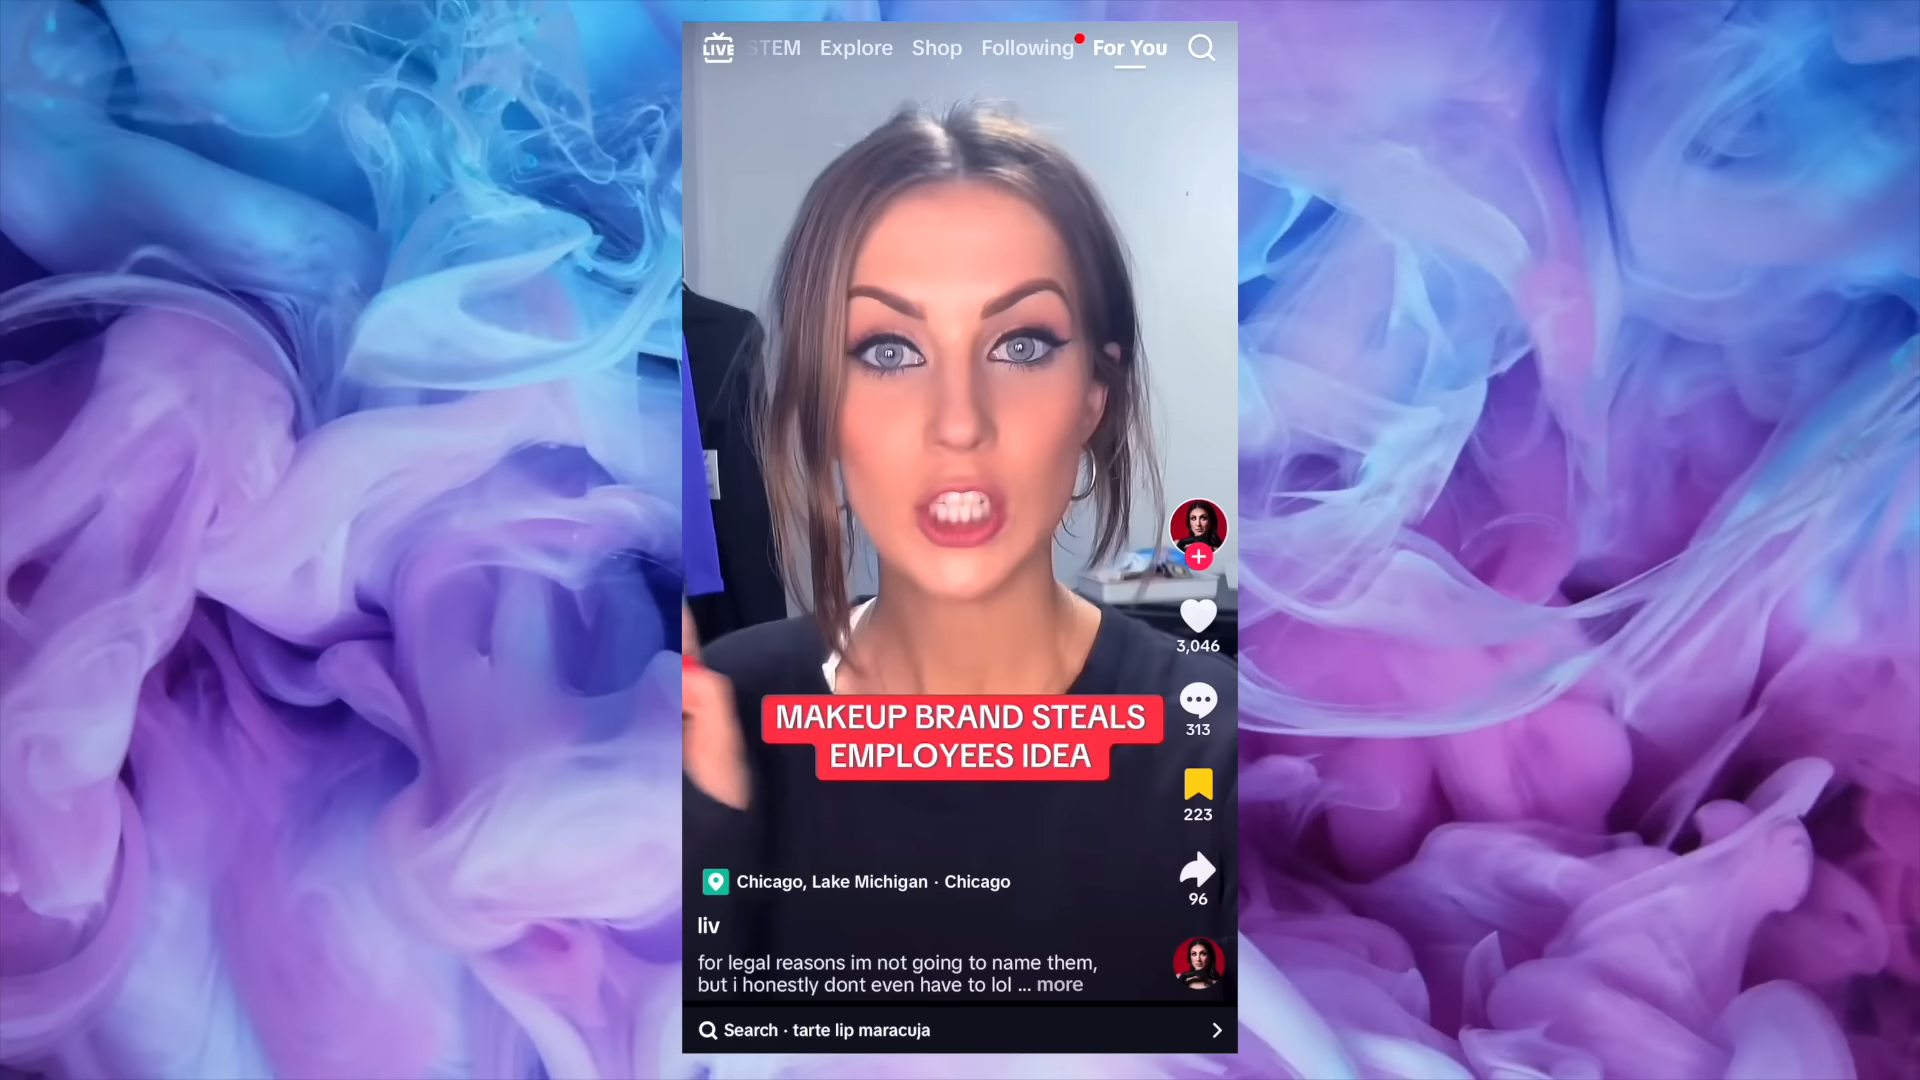 LIVE STEM Explore Shop Following For You
MAKEUP BRAND STEALS
EMPLOYEES IDEA
3,046
313
223
96
Chicago, Lake Michigan · Chicago
liv
for legal reasons im not going to name them,
but i honestly dont even have to lol ... more
Search · tarte lip maracuja